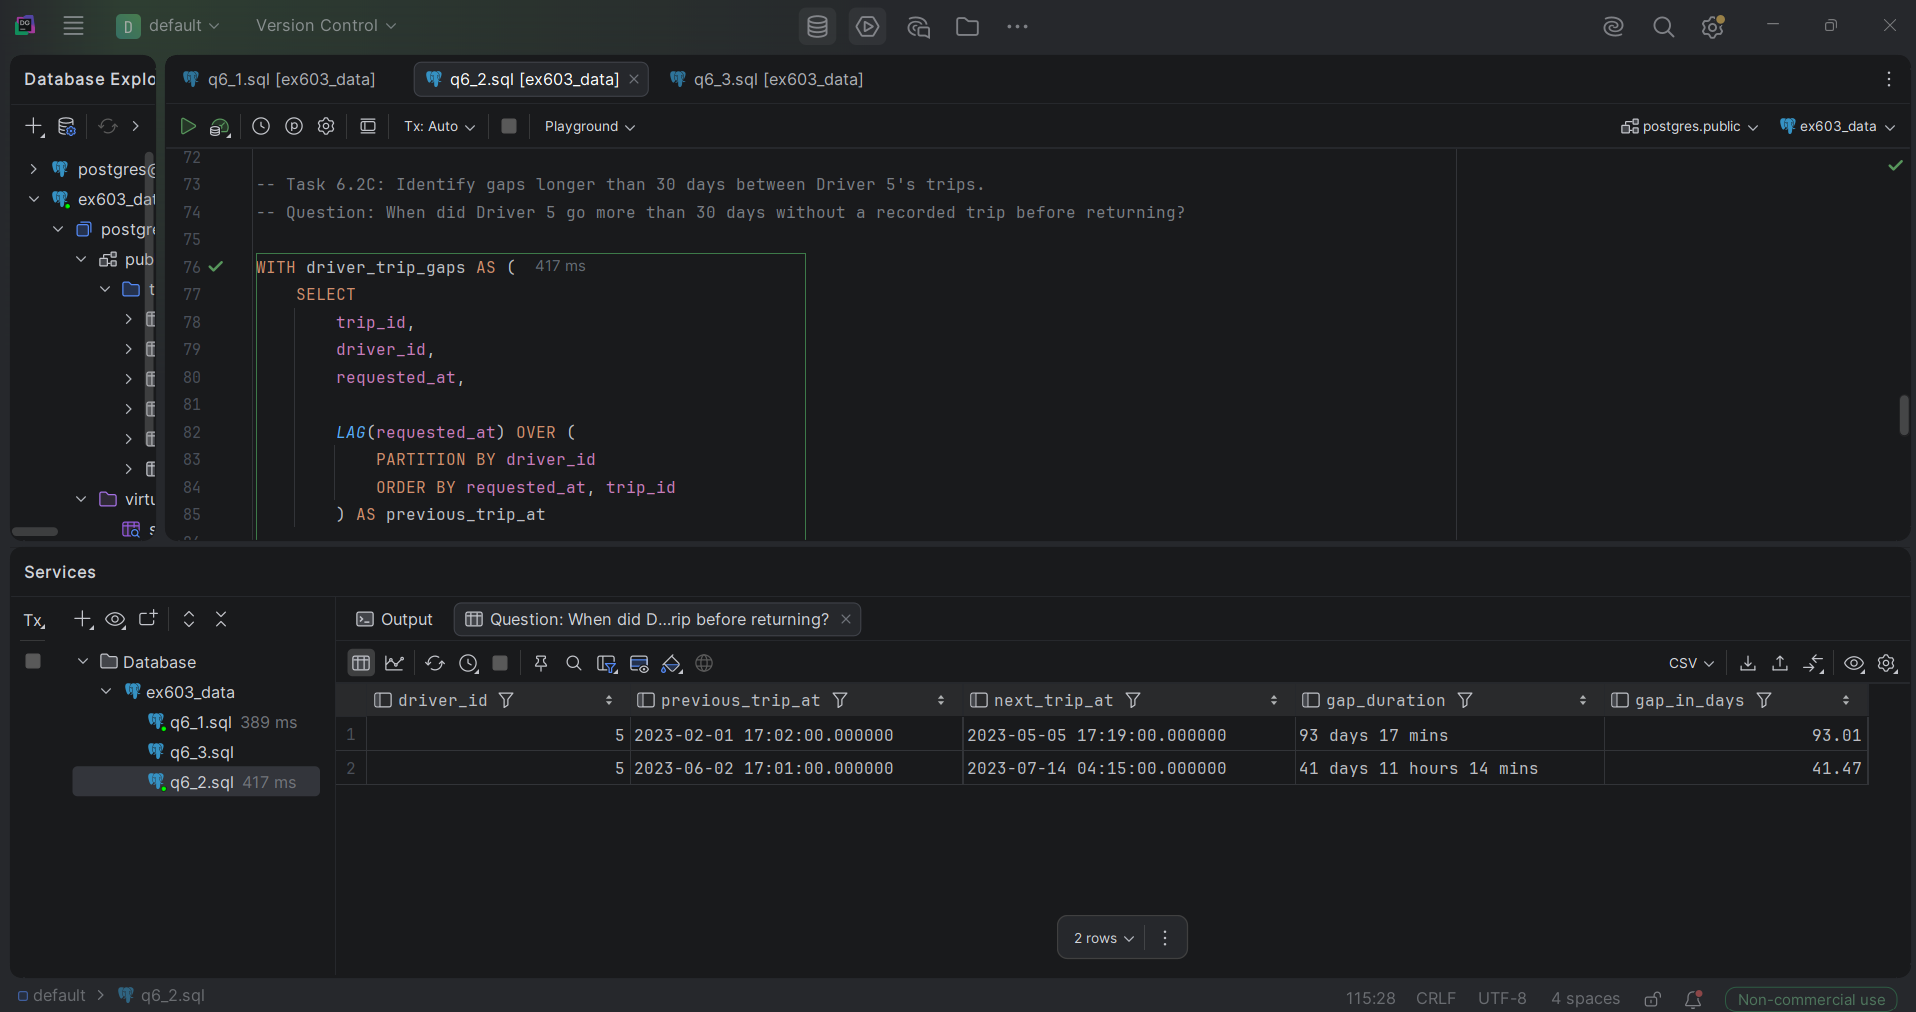 D default Version Control
Database Explo
q6_1.sql [ex603_data] q6_2.sql [ex603_data] q6_3.sql [ex603_data]
Tx: Auto Playground postgres.public ex603_data
postgres@
ex603_dat
postgre
pub
t
virtu
s
72
73 -- Task 6.2C: Identify gaps longer than 30 days between Driver 5's trips.
74 -- Question: When did Driver 5 go more than 30 days without a recorded trip before returning?
75
76 WITH driver_trip_gaps AS ( 417 ms
77 SELECT
78 trip_id,
79 driver_id,
80 requested_at,
81
82 LAG(requested_at) OVER (
83 PARTITION BY driver_id
84 ORDER BY requested_at, trip_id
85 ) AS previous_trip_at
Services
Tx
Database
ex603_data
q6_1.sql 389 ms
q6_3.sql
q6_2.sql 417 ms
Output Question: When did D...rip before returning?
CSV
driver_id previous_trip_at next_trip_at gap_duration gap_in_days
1 5 2023-02-01 17:02:00.000000 2023-05-05 17:19:00.000000 93 days 17 mins 93.01
2 5 2023-06-02 17:01:00.000000 2023-07-14 04:15:00.000000 41 days 11 hours 14 mins 41.47
2 rows
default > q6_2.sql
115:28 CRLF UTF-8 4 spaces Non-commercial use